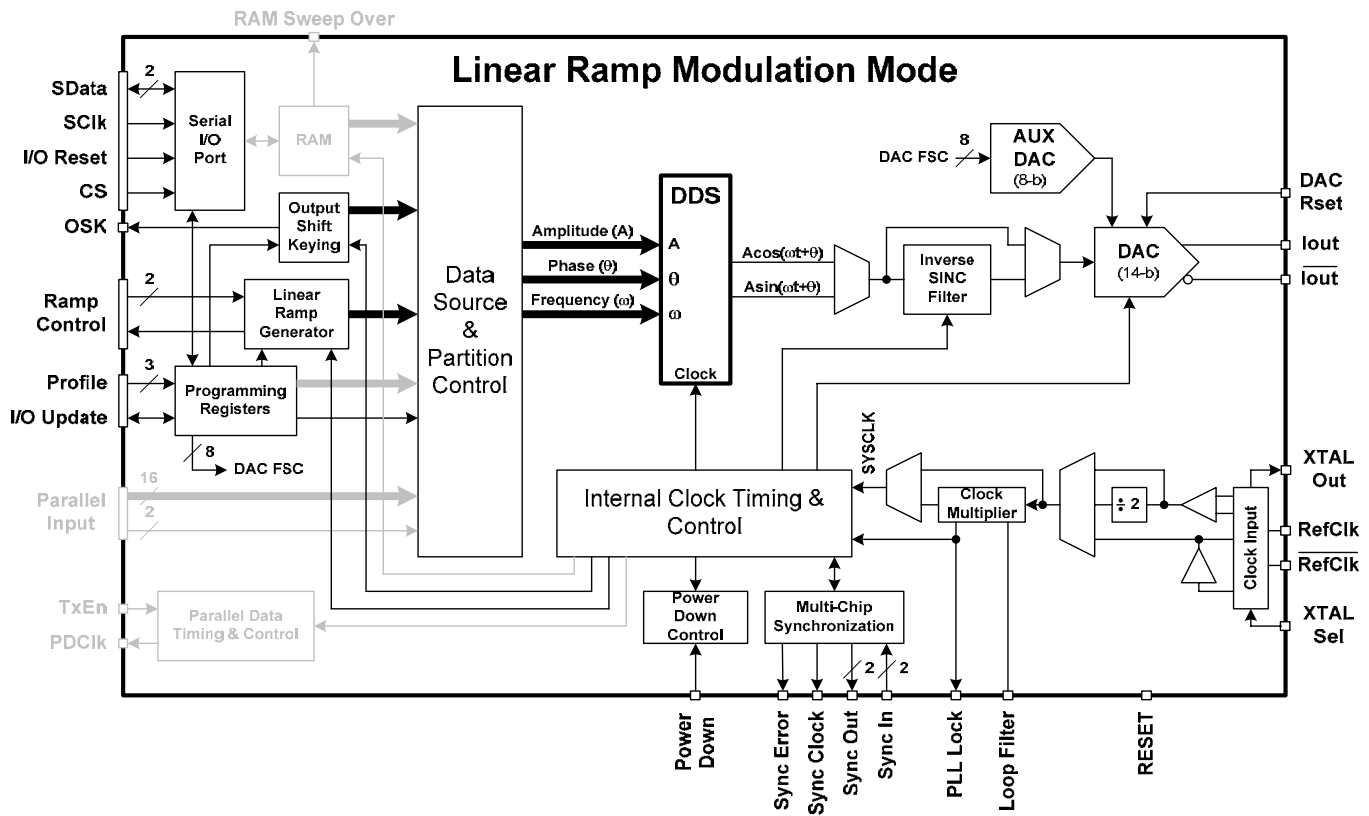 RAM Sweep Over
Linear Ramp Modulation Mode
SData
2
SClk
I/O Reset
CS
OSK
Serial
I/O
Port
RAM
Output
Shift
Keying
Ramp
Control
2
Linear
Ramp
Generator
Profile
3
I/O Update
Programming
Registers
8
DAC FSC
Parallel
Input
16
2
TxEn
PDClk
Parallel Data
Timing & Control
Data
Source
&
Partition
Control
Amplitude (A)
Phase (θ)
Frequency (ω)
DDS
A
θ
ω
Clock
Acos(ωt+θ)
Asin(ωt+θ)
Inverse
SINC
Filter
DAC FSC
8
AUX
DAC
(8-b)
DAC
(14-b)
DAC
Rset
Iout
Iout
Internal Clock Timing &
Control
SYSCLK
Clock
Multiplier
÷ 2
Clock Input
XTAL
Out
RefClk
RefClk
XTAL
Sel
Power
Down
Control
Multi-Chip
Synchronization
2
2
Power
Down
Sync Error
Sync Clock
Sync Out
Sync In
PLL Lock
Loop Filter
RESET